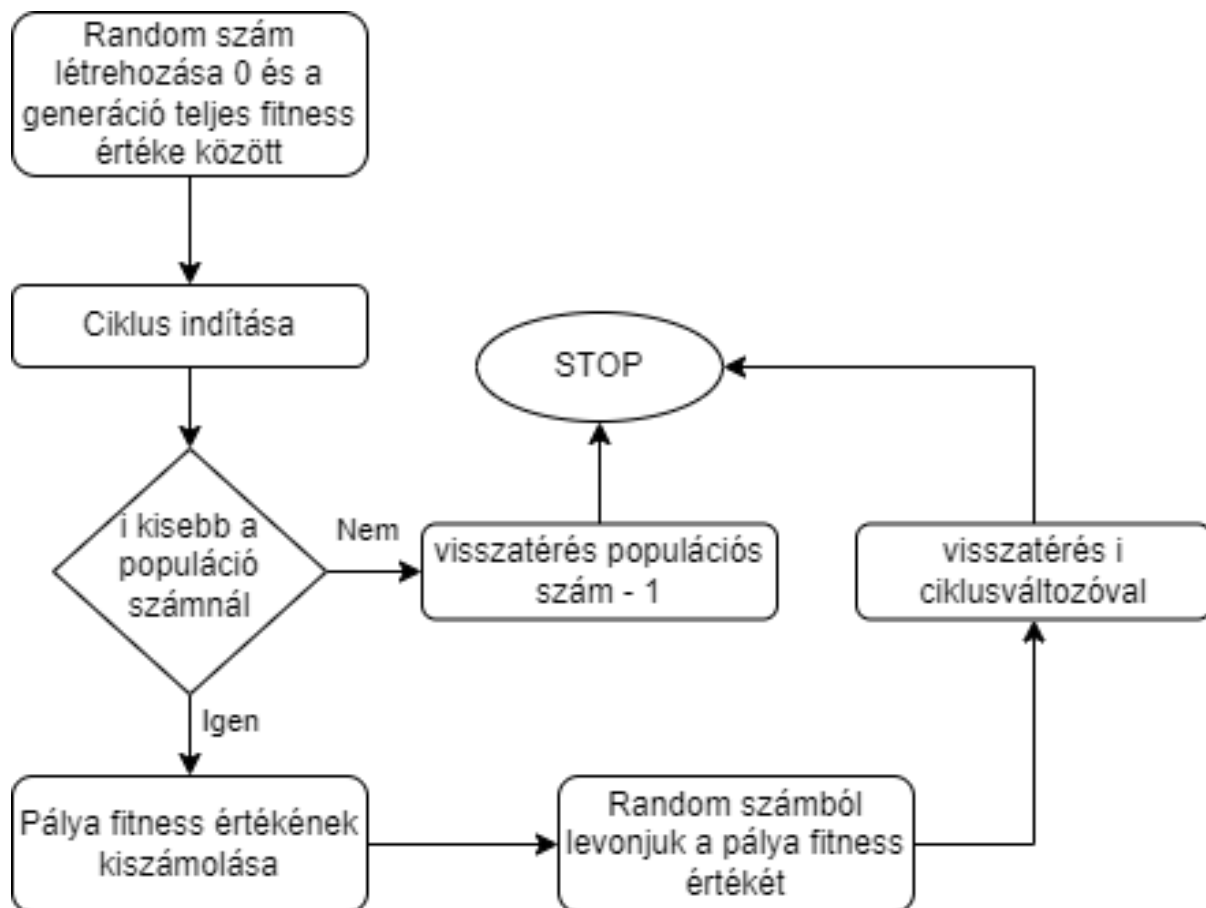 Random szám
létrehozása 0 és a
generáció teljes fitness
értéke között
Ciklus indítása
STOP
i kisebb a
populáció
számnál
Nem
visszatérés populációs
szám - 1
visszatérés i
ciklusváltozóval
Igen
Pálya fitness értékének
kiszámolása
Random számból
levonjuk a pálya fitness
értékét